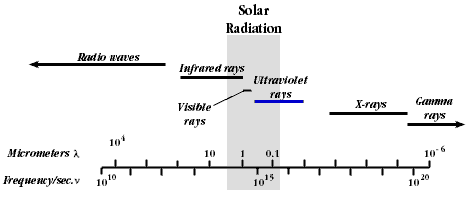 Solar
Radiation
Radio waves
Infrared rays
Ultraviolet
rays
Visible
rays
X-rays
Gamma
rays
Micrometers λ 10⁴ 10 1 0.1 10⁻⁶
Frequency/sec.ν 10¹⁰ 10¹⁵ 10²⁰